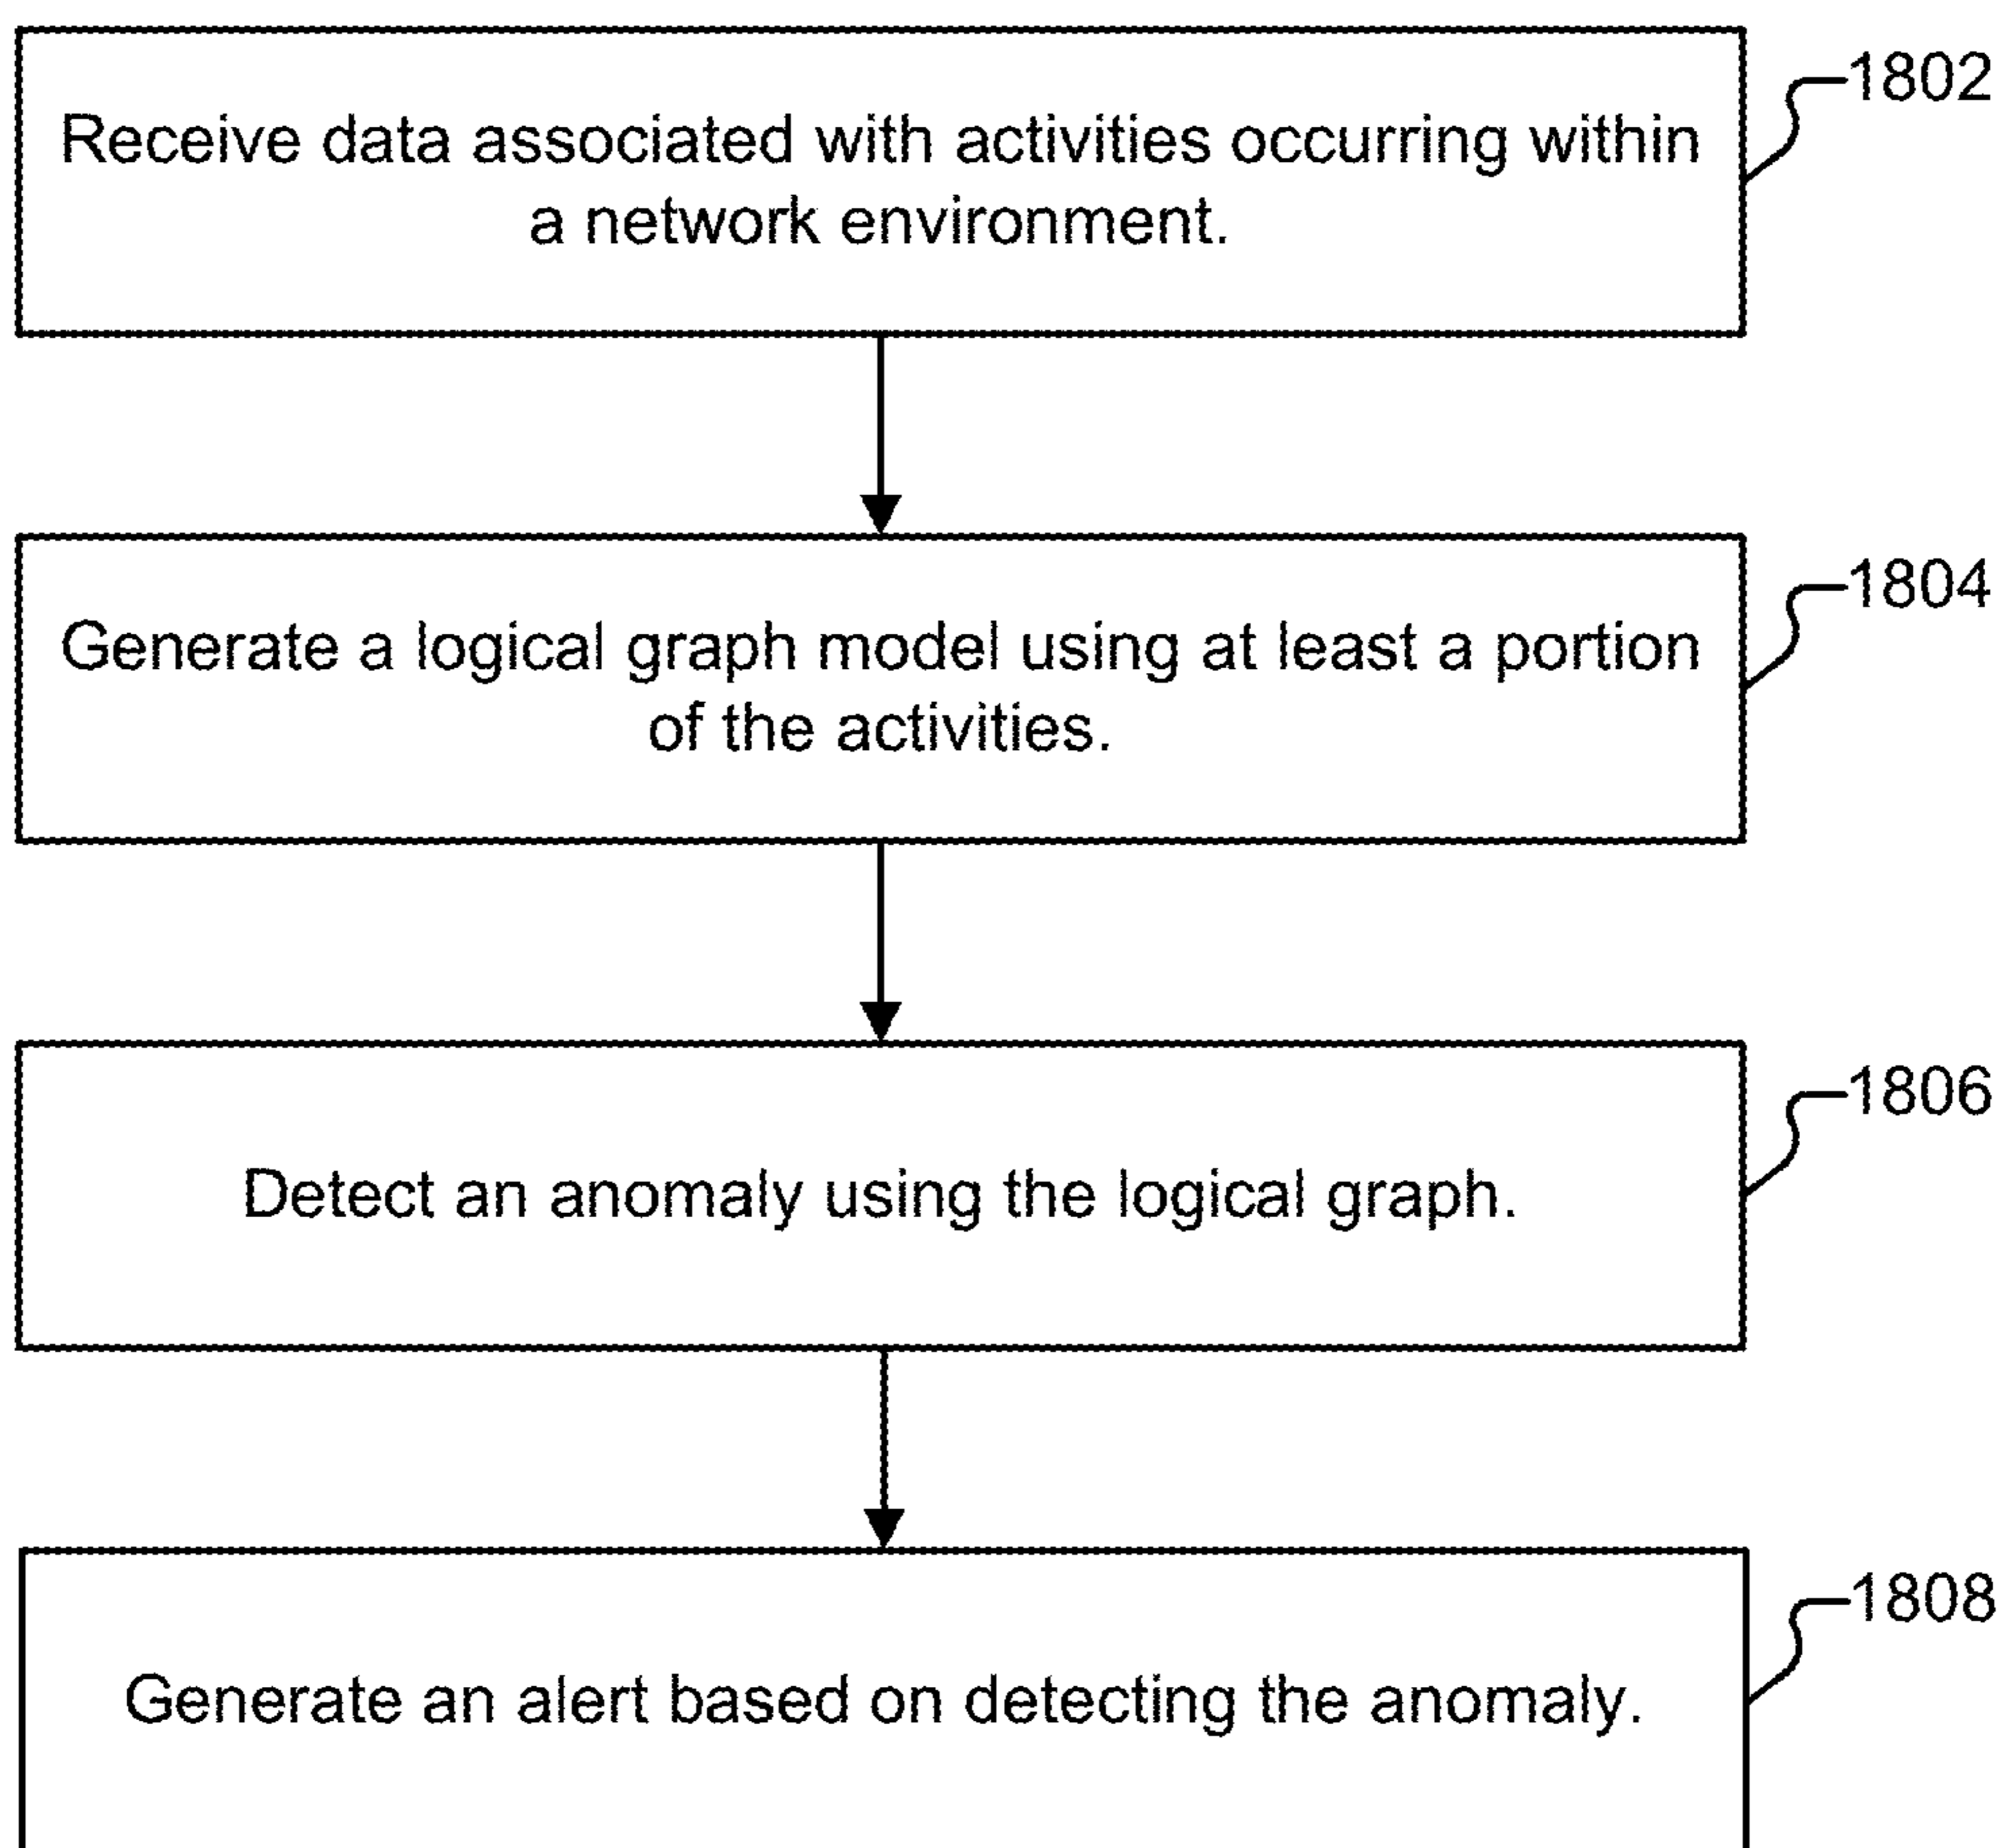 1802
Receive data associated with activities occurring within
a network environment.
1804
Generate a logical graph model using at least a portion
of the activities.
1806
Detect an anomaly using the logical graph.
1808
Generate an alert based on detecting the anomaly.